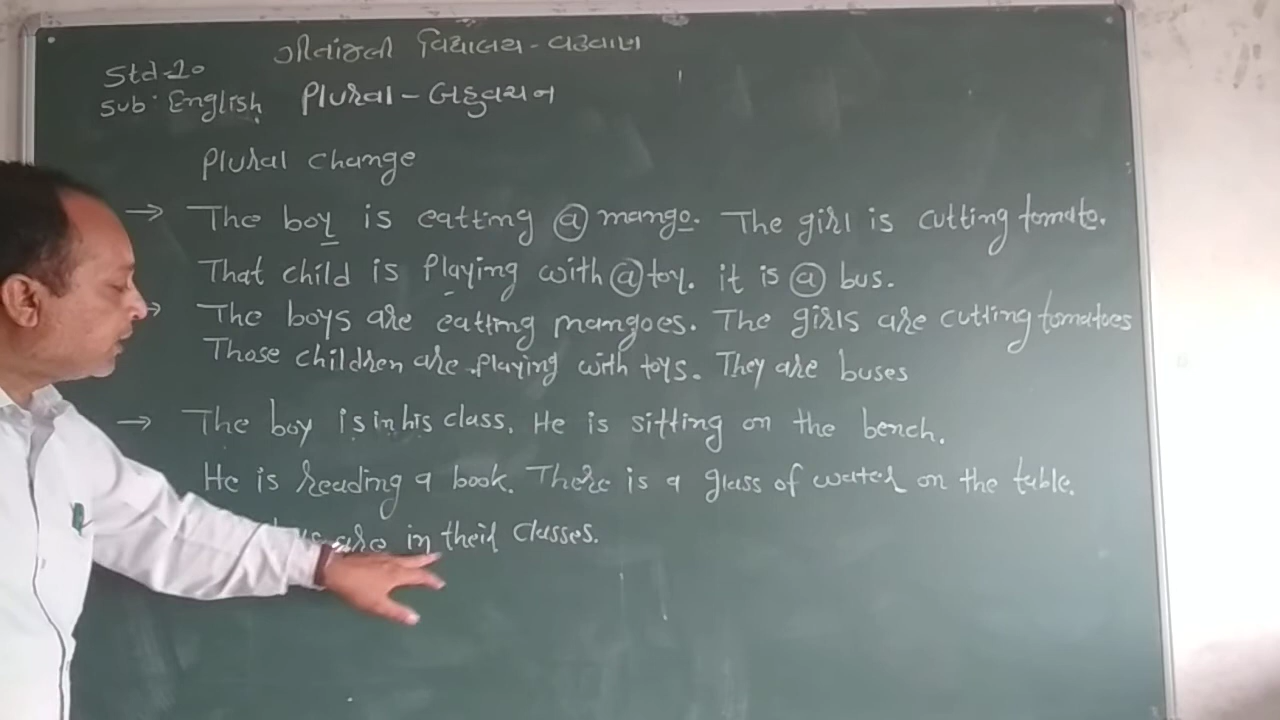 ગીતાંજલી વિદ્યાલય - વઢવાણ
Std-10
Sub: English Plural - બહુવચન
Plural change
→ The boy is eatting ⓐ mango. The girl is cutting tomato.
That child is Playing with ⓐ toy. it is ⓐ bus.
→ The boys are eatting mangoes. The girls are cutting tomatoes
Those children are Playing with toys. They are buses
→ The boy is in his class. He is sitting on the bench.
He is reading a book. There is a glass of water on the table.
are in their classes.